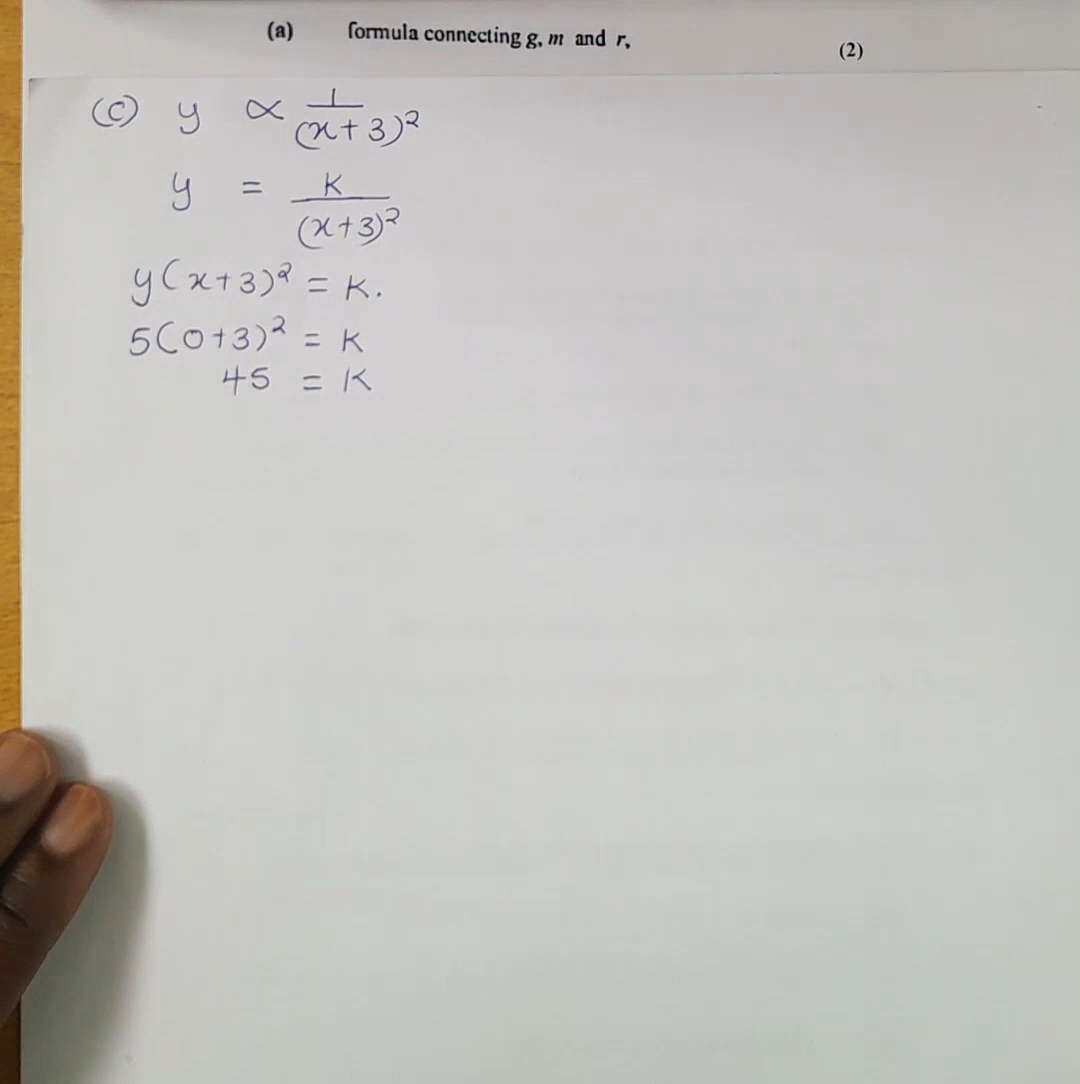 (a) formula connecting g, m and r,
(2)
(c) y ∝ 1/(x+3)²
y = K/(x+3)²
y(x+3)² = K.
5(0+3)² = K
45 = K